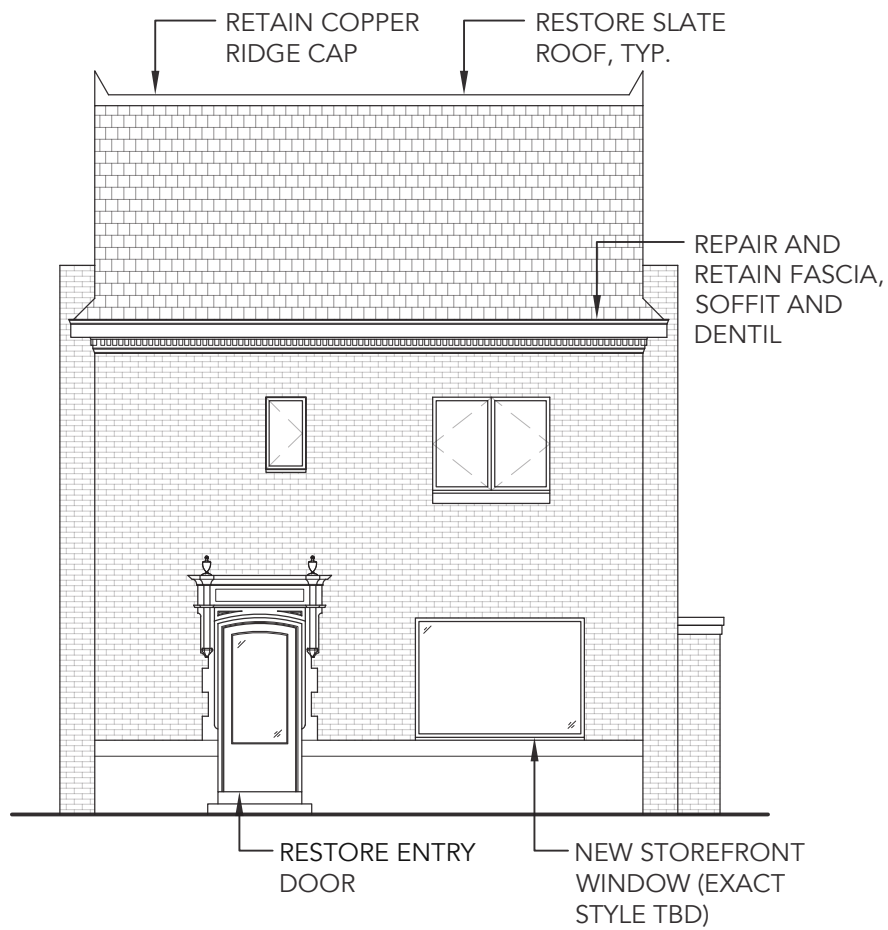 RETAIN COPPER
RIDGE CAP
RESTORE SLATE
ROOF, TYP.
REPAIR AND
RETAIN FASCIA,
SOFFIT AND
DENTIL
RESTORE ENTRY
DOOR
NEW STOREFRONT
WINDOW (EXACT
STYLE TBD)